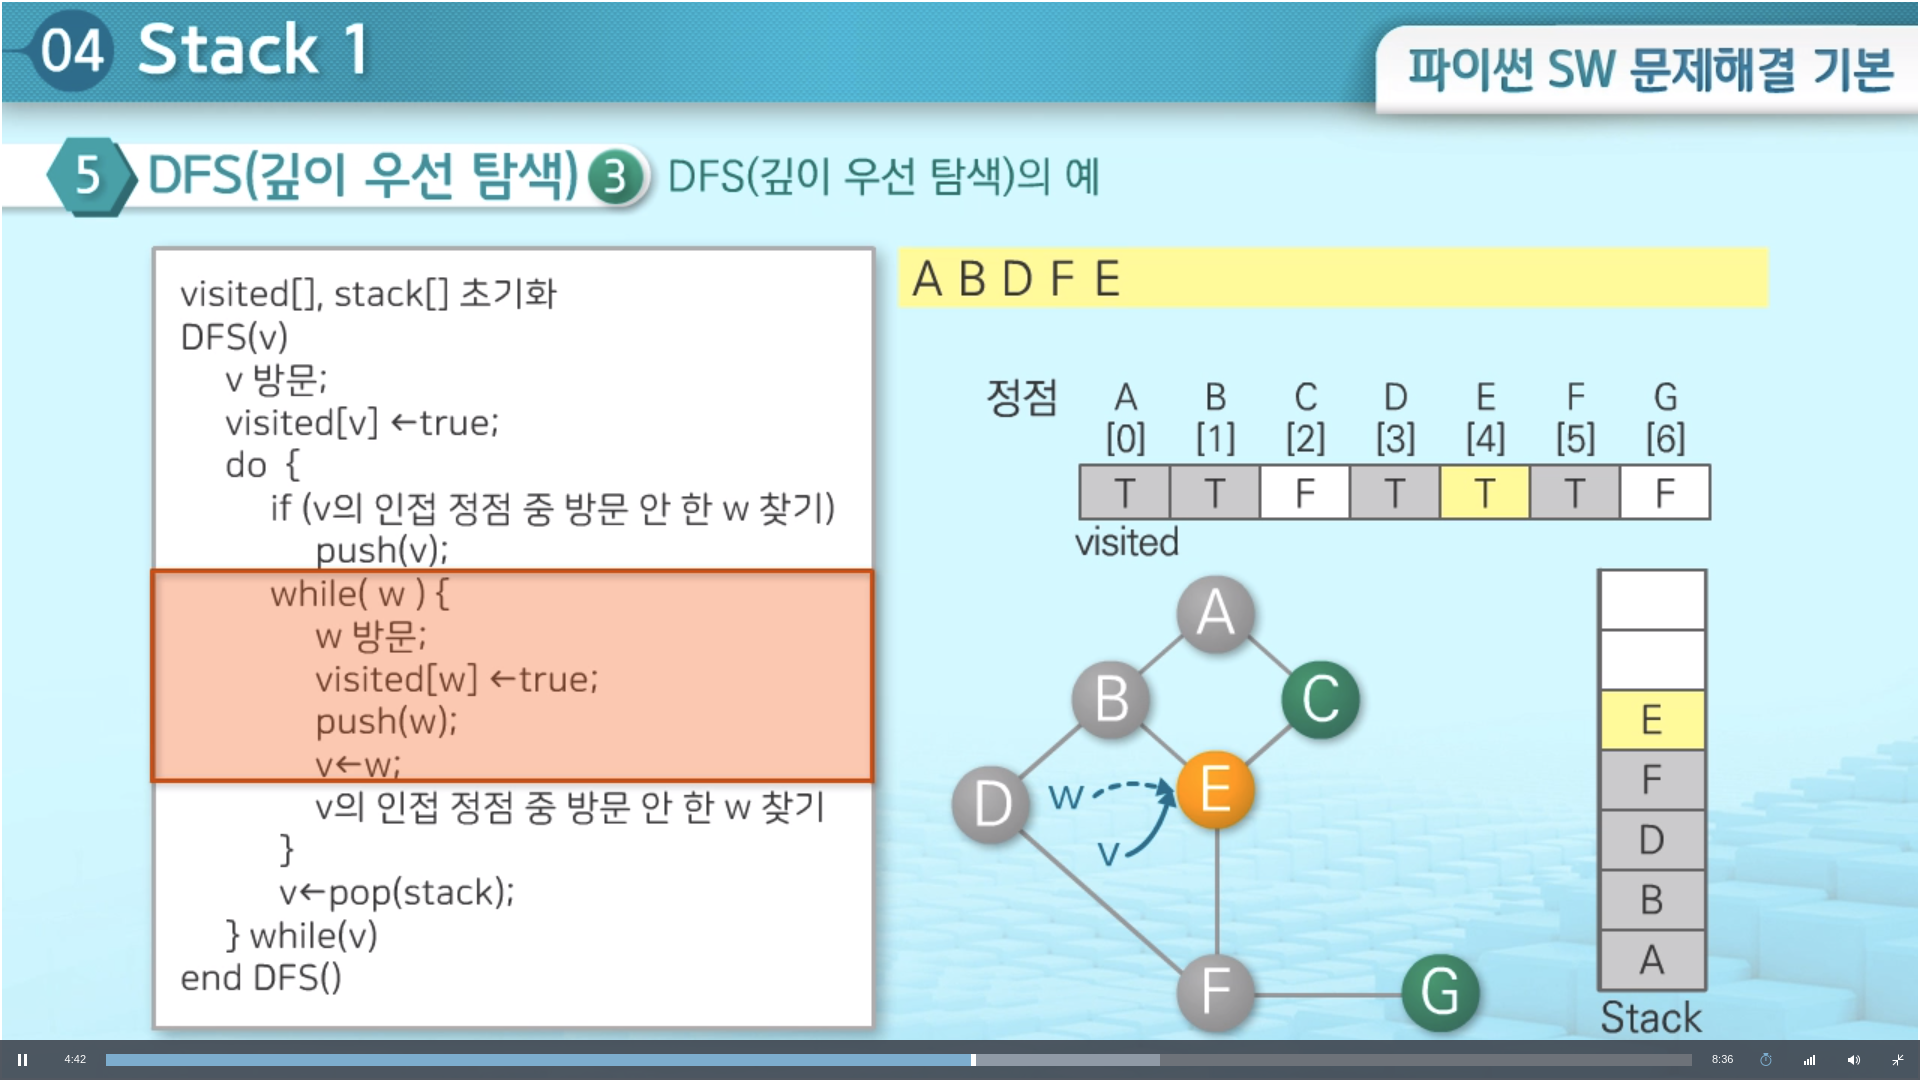 04 Stack 1
파이썬 SW 문제해결 기본
5 DFS(깊이 우선 탐색) 3 DFS(깊이 우선 탐색)의 예
visited[], stack[] 초기화
DFS(v)
v 방문;
visited[v] ←true;
do {
if (v의 인접 정점 중 방문 안 한 w 찾기)
push(v);
while( w ) {
w 방문;
visited[w] ←true;
push(w);
v←w;
v의 인접 정점 중 방문 안 한 w 찾기
}
v←pop(stack);
} while(v)
end DFS()
A B D F E
정점 A B C D E F G
[0] [1] [2] [3] [4] [5] [6]
T T F T T T F
visited
A
B C
D w E
v
F G
E
F
D
B
A
Stack
4:42 8:36